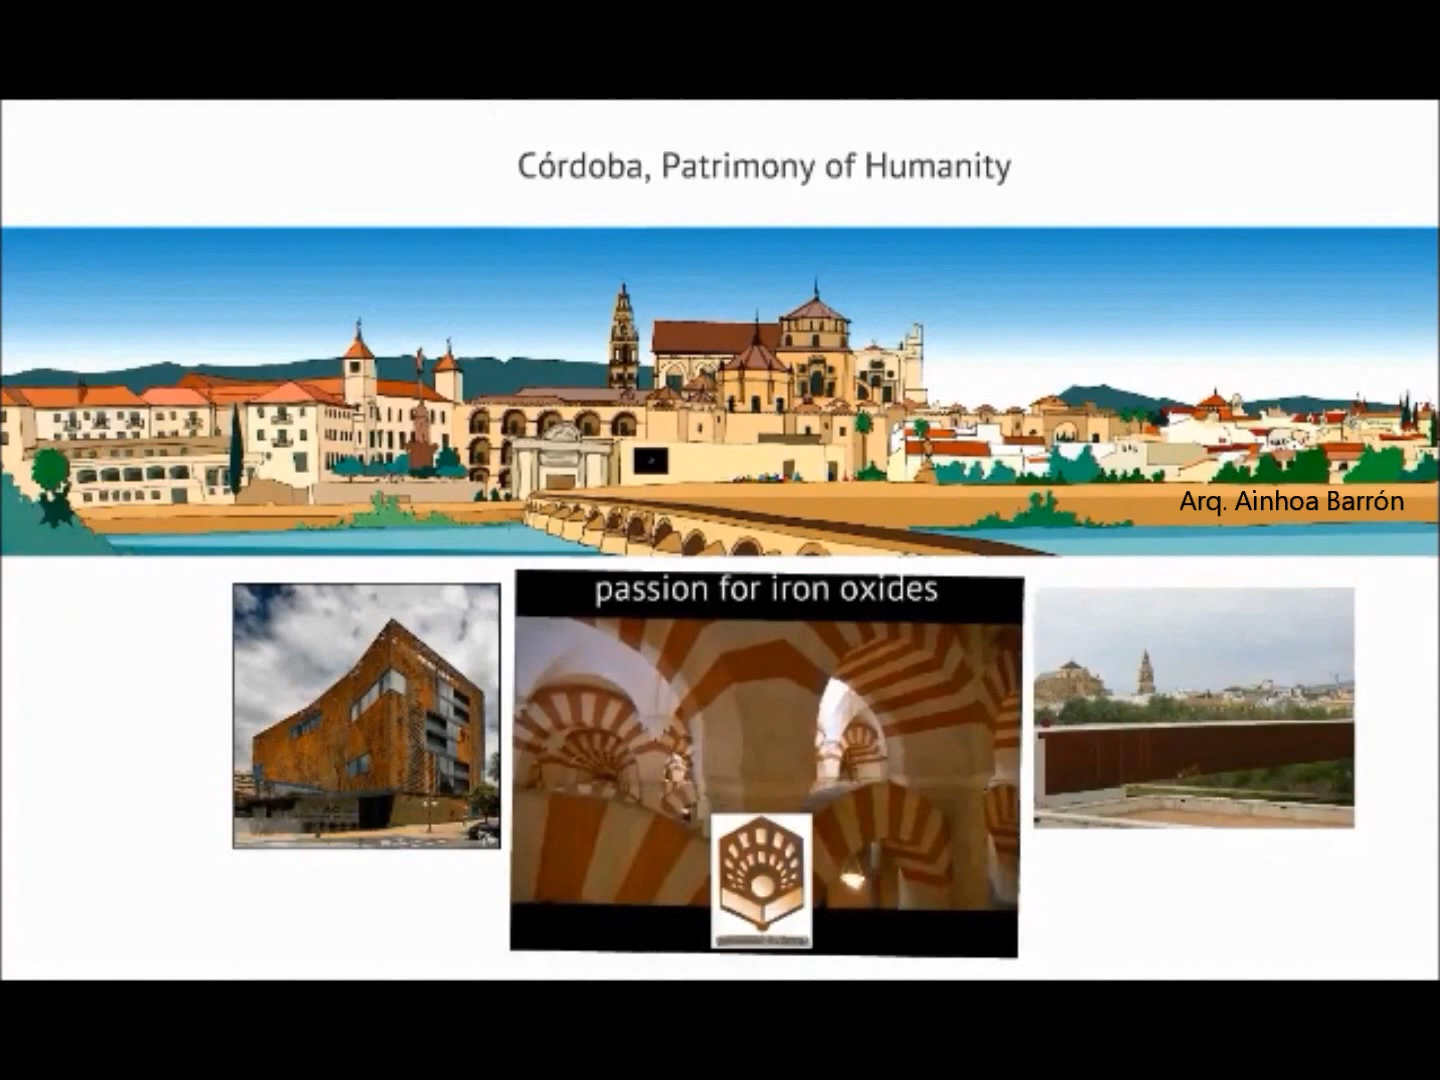 Córdoba, Patrimony of Humanity
Arq. Ainhoa Barrón
passion for iron oxides